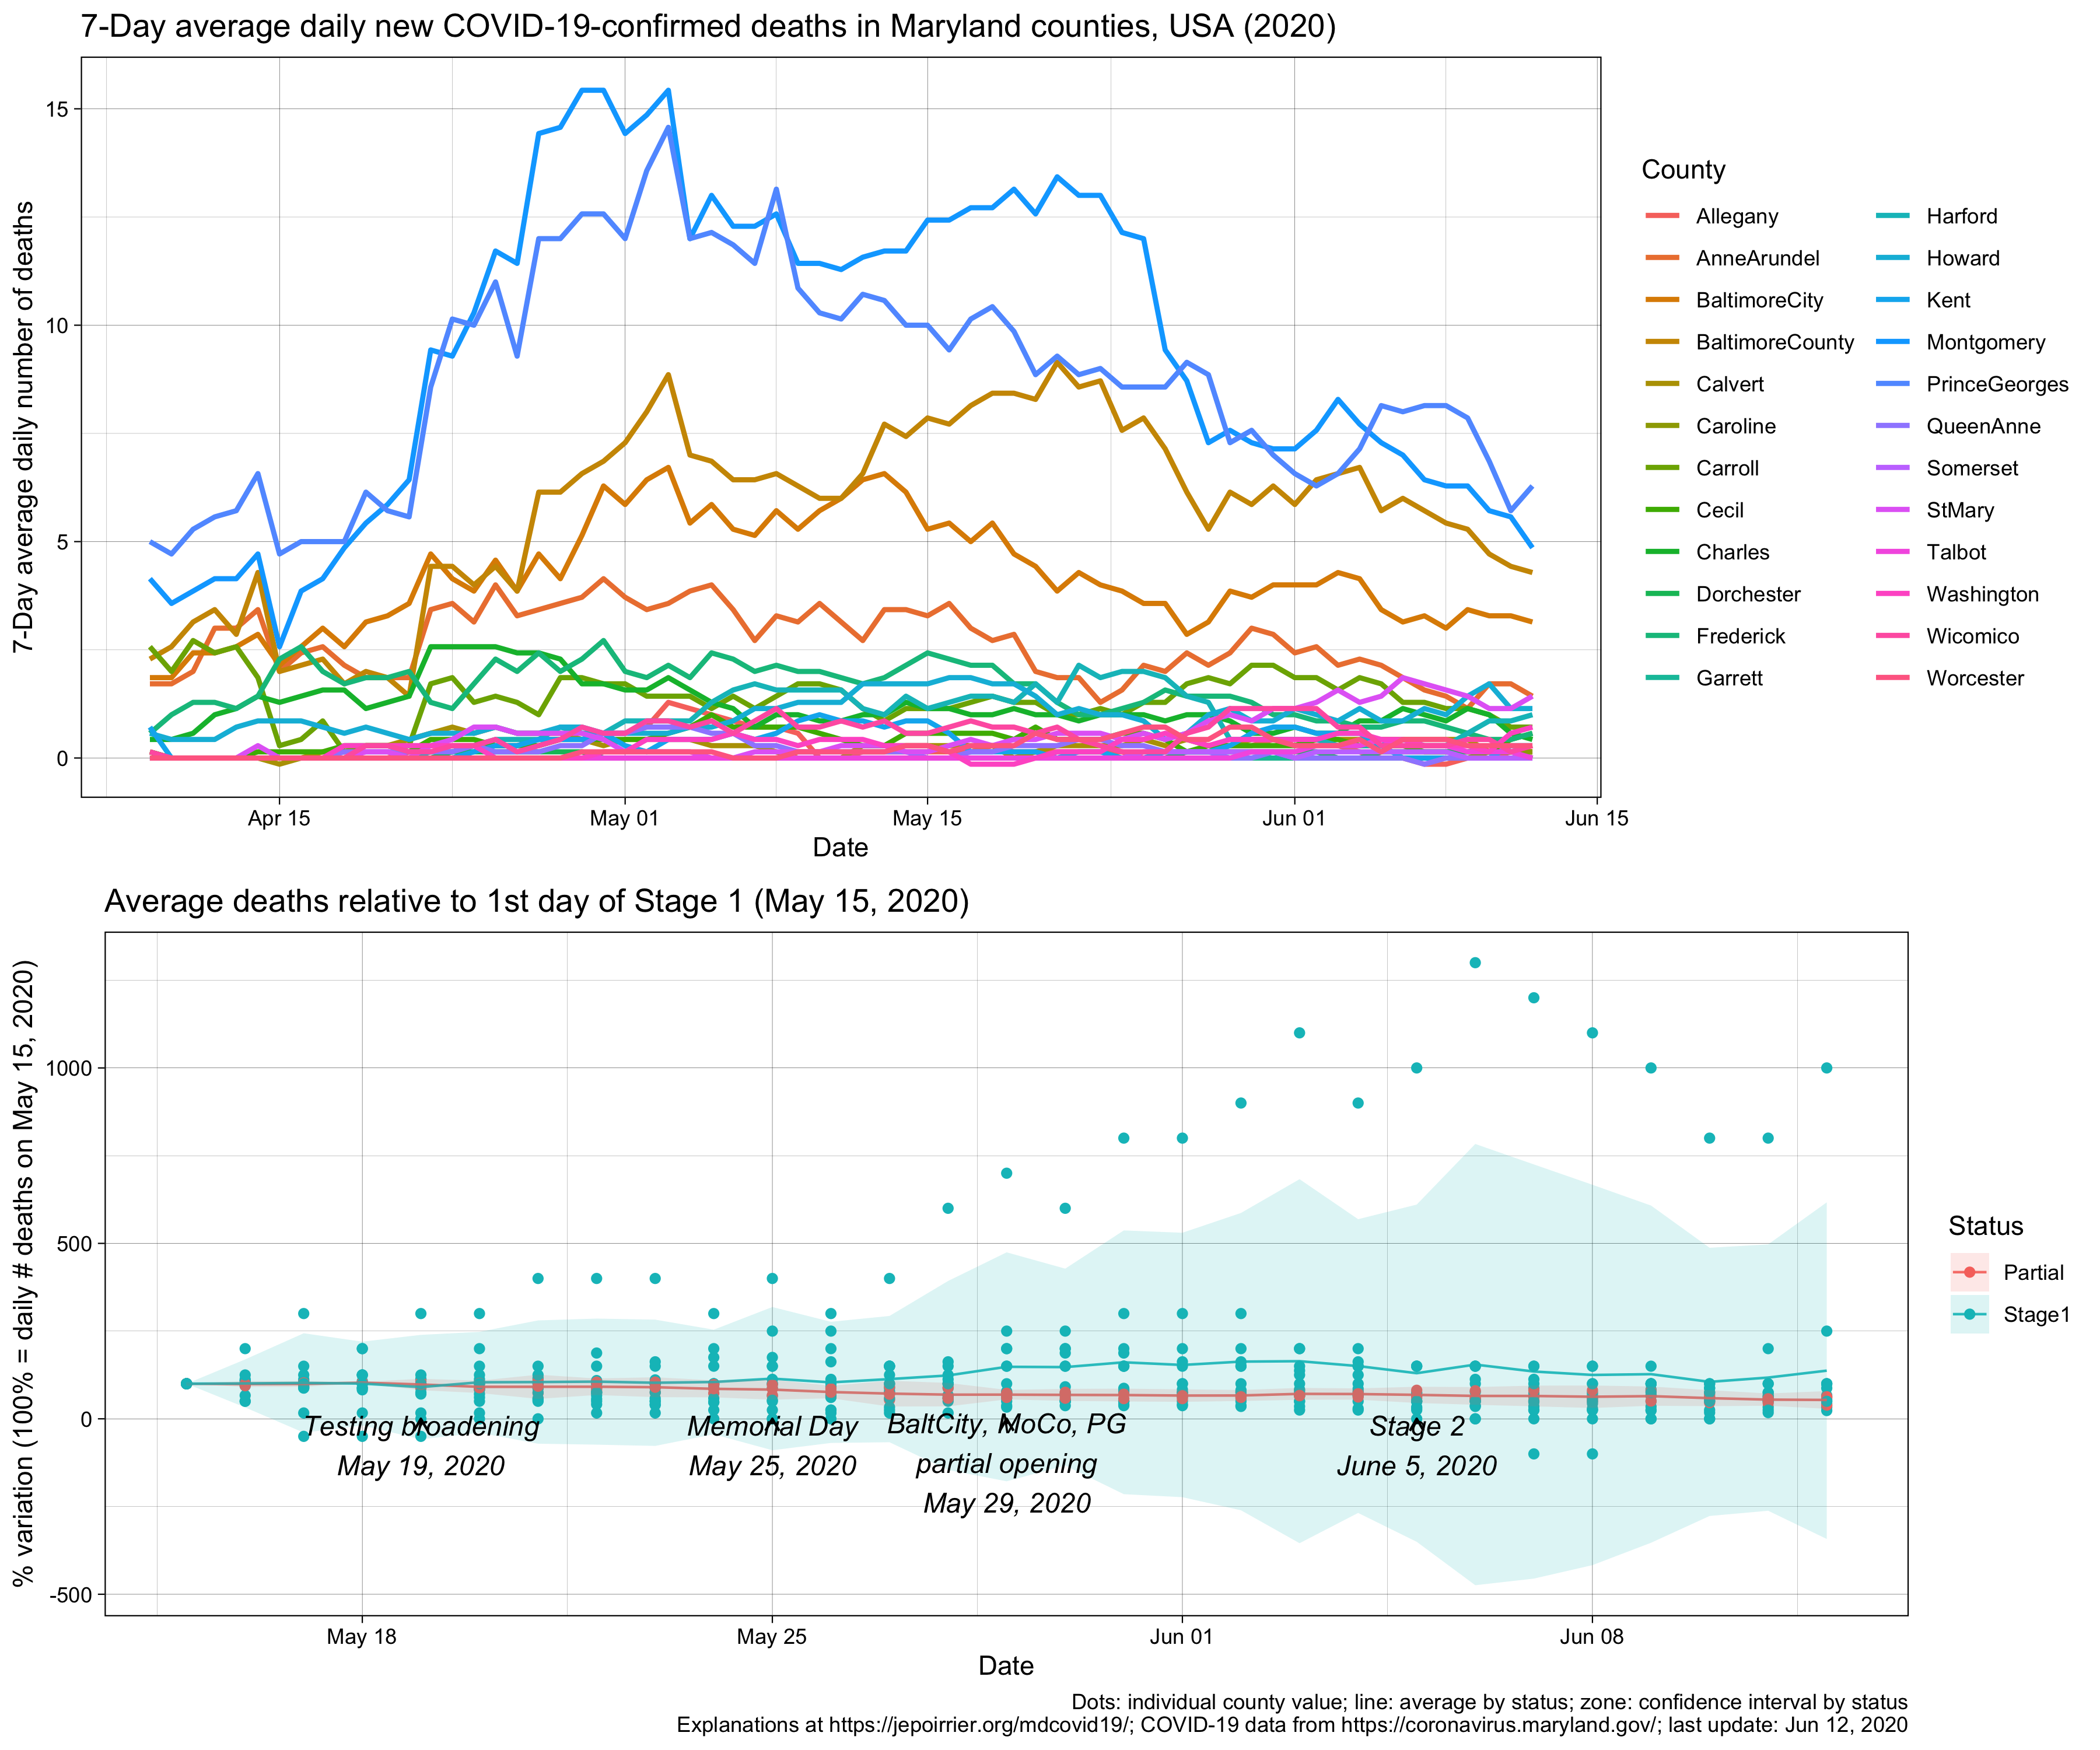 7-Day average daily new COVID-19-confirmed deaths in Maryland counties, USA (2020)
7-Day average daily number of deaths
15
10
5
0
Apr 15
May 01
May 15
Jun 01
Jun 15
Date
County
Allegany
AnneArundel
BaltimoreCity
BaltimoreCounty
Calvert
Caroline
Carroll
Cecil
Charles
Dorchester
Frederick
Garrett
Harford
Howard
Kent
Montgomery
PrinceGeorges
QueenAnne
Somerset
StMary
Talbot
Washington
Wicomico
Worcester
Average deaths relative to 1st day of Stage 1 (May 15, 2020)
% variation (100% = daily # deaths on May 15, 2020)
1000
500
0
-500
Testing broadening
May 19, 2020
Memorial Day
May 25, 2020
BaltCity, MoCo, PG
partial opening
May 29, 2020
Stage 2
June 5, 2020
May 18
May 25
Jun 01
Jun 08
Date
Status
Partial
Stage1
Dots: individual county value; line: average by status; zone: confidence interval by status
Explanations at https://jepoirrier.org/mdcovid19/; COVID-19 data from https://coronavirus.maryland.gov/; last update: Jun 12, 2020